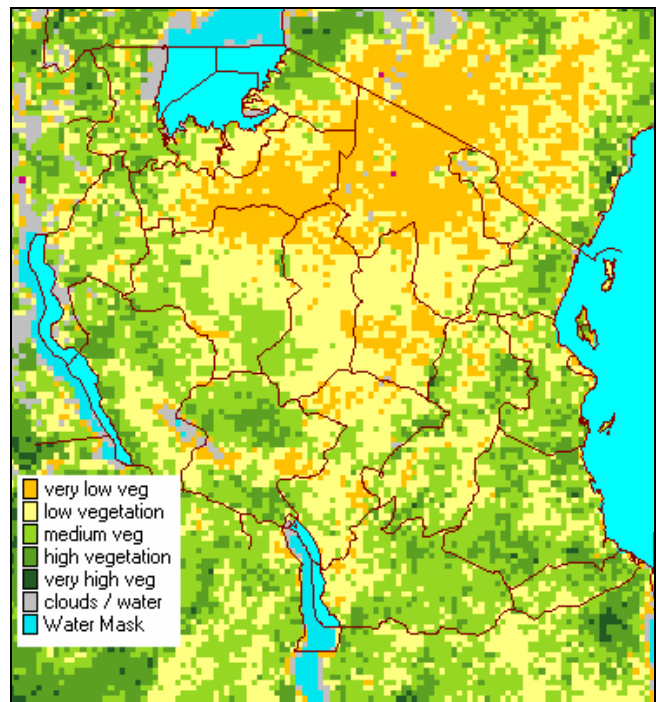 very low veg
low vegetation
medium veg
high vegetation
very high veg
clouds / water
Water Mask